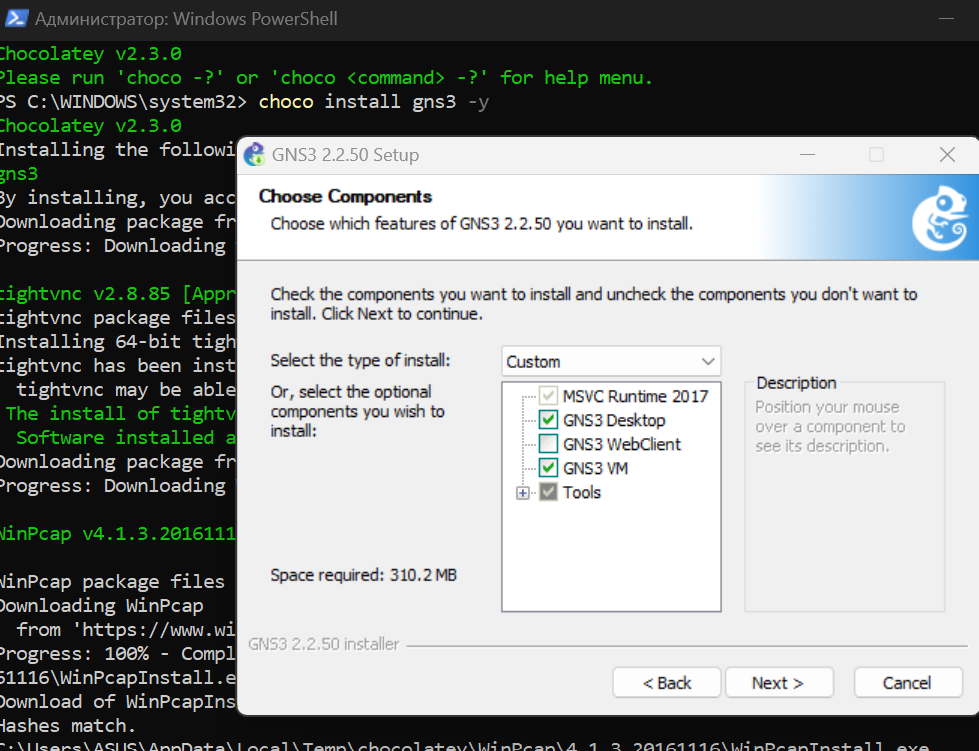 Администратор: Windows PowerShell
Chocolatey v2.3.0
Please run 'choco -?' or 'choco <command> -?' for help menu.
PS C:\WINDOWS\system32> choco install gns3 -y
Chocolatey v2.3.0
Installing the followi
gns3
By installing, you acc
Downloading package fr
Progress: Downloading
tightvnc v2.8.85 [Appr
tightvnc package files
Installing 64-bit tigh
tightvnc has been inst
tightvnc may be able
The install of tightv
Software installed a
Downloading package fr
Progress: Downloading
WinPcap v4.1.3.20161116
WinPcap package files
Downloading WinPcap
from 'https://www.wi
Progress: 100% - Compl
61116\WinPcapInstall.e
Download of WinPcapIns
Hashes match.
C:\Users\ASUS\AppData\Local\Temp\chocolatey\WinPcap\4.1.3.20161116\WinPcapInstall.exe
GNS3 2.2.50 Setup
Choose Components
Choose which features of GNS3 2.2.50 you want to install.
Check the components you want to install and uncheck the components you don't want to
install. Click Next to continue.
Select the type of install:
Custom
Or, select the optional
components you wish to
install:
MSVC Runtime 2017
GNS3 Desktop
GNS3 WebClient
GNS3 VM
Tools
Description
Position your mouse
over a component to
see its description.
Space required: 310.2 MB
GNS3 2.2.50 installer
< Back
Next >
Cancel